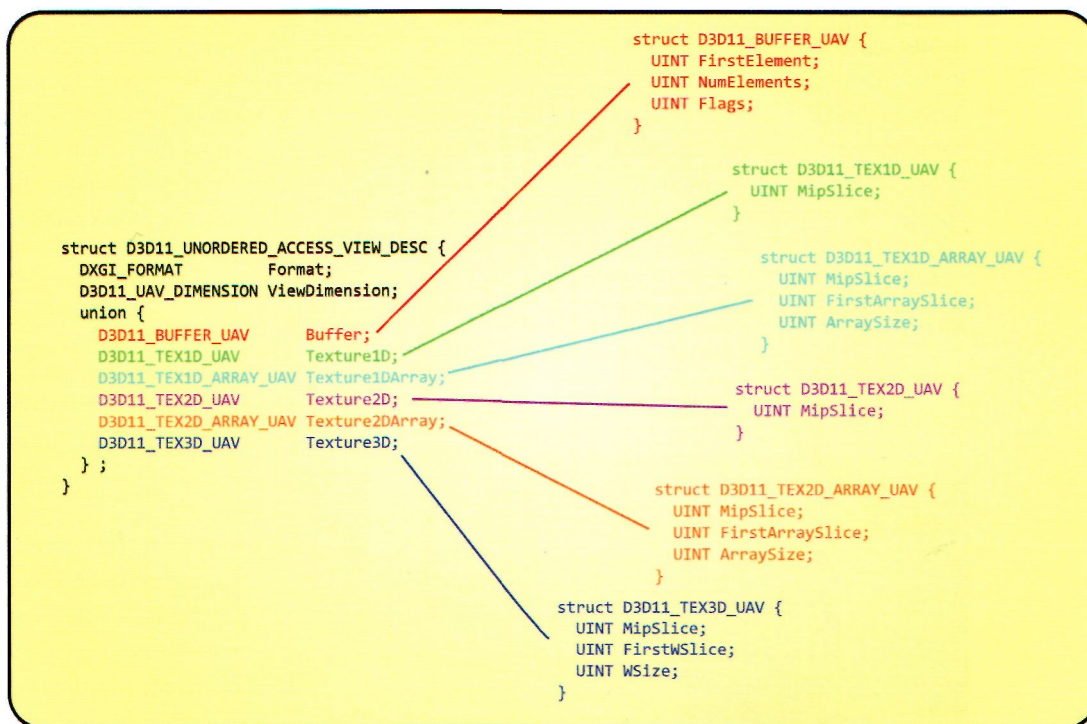 struct D3D11_BUFFER_UAV {
UINT FirstElement;
UINT NumElements;
UINT Flags;
}
struct D3D11_TEX1D_UAV {
UINT MipSlice;
}
struct D3D11_UNORDERED_ACCESS_VIEW_DESC {
DXGI_FORMAT Format;
D3D11_UAV_DIMENSION ViewDimension;
union {
D3D11_BUFFER_UAV Buffer;
D3D11_TEX1D_UAV Texture1D;
D3D11_TEX1D_ARRAY_UAV Texture1DArray;
D3D11_TEX2D_UAV Texture2D;
D3D11_TEX2D_ARRAY_UAV Texture2DArray;
D3D11_TEX3D_UAV Texture3D;
} ;
}
struct D3D11_TEX1D_ARRAY_UAV {
UINT MipSlice;
UINT FirstArraySlice;
UINT ArraySize;
}
struct D3D11_TEX2D_UAV {
UINT MipSlice;
}
struct D3D11_TEX2D_ARRAY_UAV {
UINT MipSlice;
UINT FirstArraySlice;
UINT ArraySize;
}
struct D3D11_TEX3D_UAV {
UINT MipSlice;
UINT FirstWSlice;
UINT WSize;
}